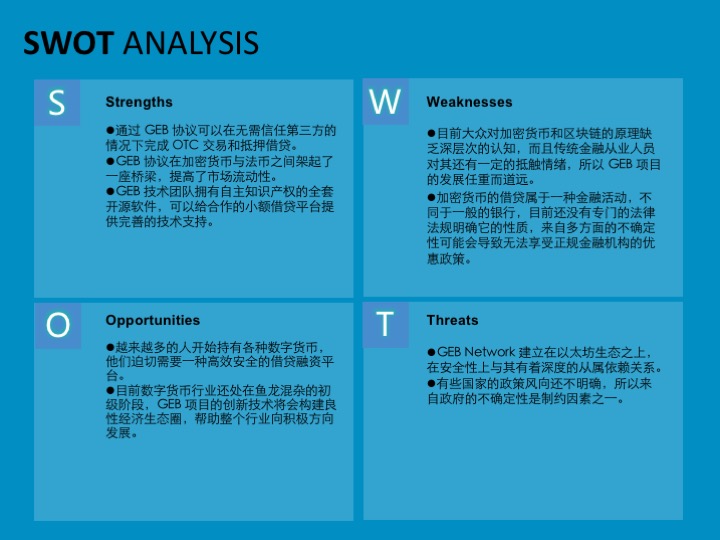 SWOT ANALYSIS
S
Strengths
●通过 GEB 协议可以在无需信任第三方的
情况下完成 OTC 交易和抵押借贷。
●GEB 协议在加密货币与法币之间架起了
一座桥梁，提高了市场流动性。
●GEB 技术团队拥有自主知识产权的全套
开源软件，可以给合作的小额借贷平台提
供完善的技术支持。
W
Weaknesses
●目前大众对加密货币和区块链的原理缺
乏深层次的认知，而且传统金融从业人员
对其还有一定的抵触情绪，所以 GEB 项目
的发展任重而道远。
●加密货币的借贷属于一种金融活动，不
同于一般的银行，目前还没有专门的法律
法规明确它的性质，来自多方面的不确定
性可能会导致无法享受正规金融机构的优
惠政策。
O
Opportunities
●越来越多的人开始持有各种数字货币，
他们迫切需要一种高效安全的借贷融资平
台。
●目前数字货币行业还处在鱼龙混杂的初
级阶段，GEB 项目的创新技术将会构建良
性经济生态圈，帮助整个行业向积极方向
发展。
T
Threats
●GEB Network 建立在以太坊生态之上，
在安全性上与其有着深度的从属依赖关系。
●有些国家的政策风向还不明确，所以来
自政府的不确定性是制约因素之一。